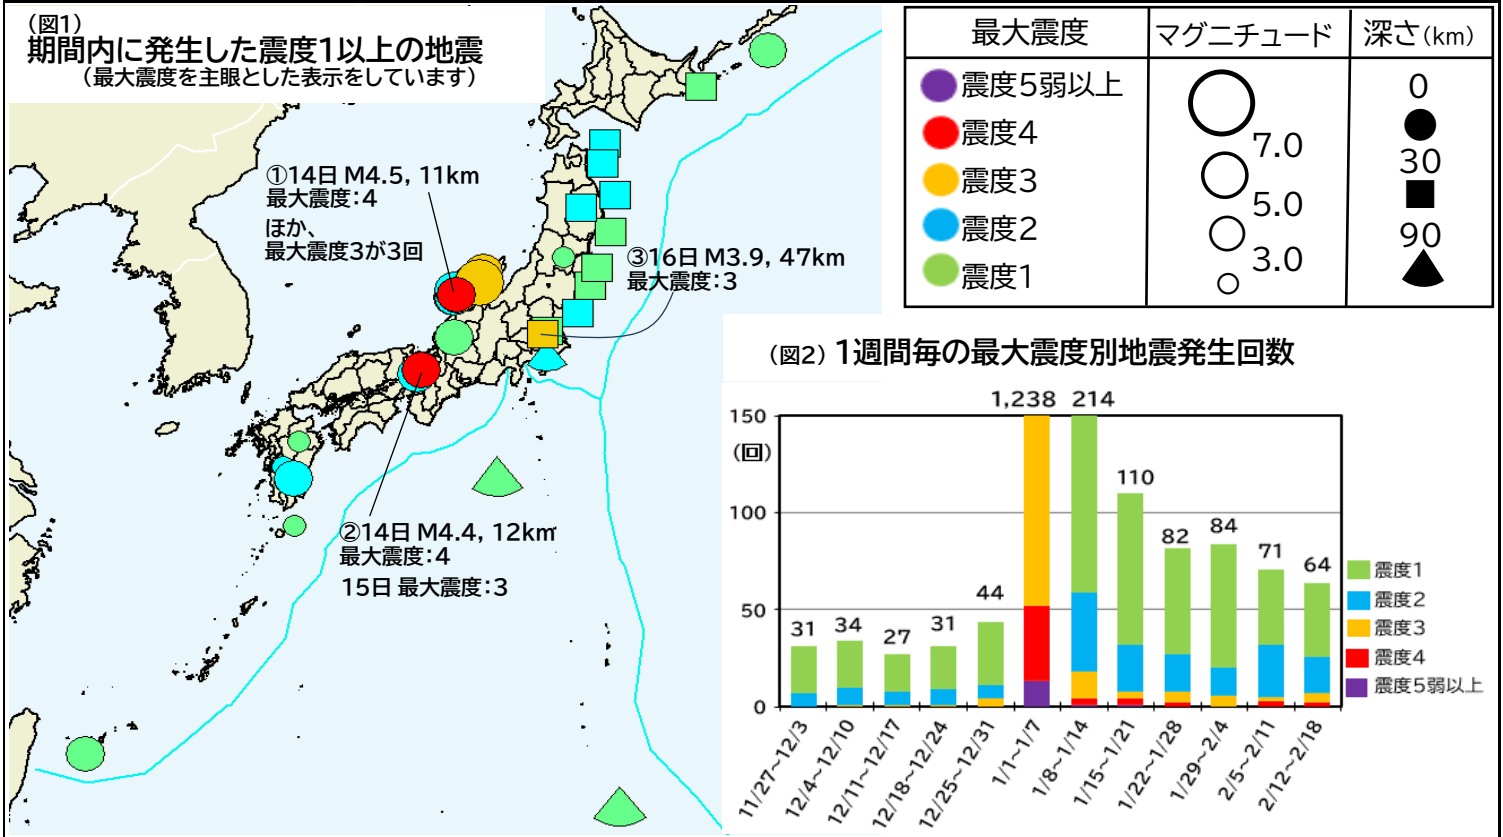 (図1)
期間内に発生した震度1以上の地震
(最大震度を主眼とした表示をしています)
①14日 M4.5, 11km
最大震度:4
ほか、
最大震度3が3回
③16日 M3.9, 47km
最大震度:3
②14日 M4.4, 12km
最大震度:4
15日 最大震度:3
最大震度 マグニチュード 深さ(km)
震度5弱以上
震度4
震度3
震度2
震度1
7.0
5.0
3.0
0
30
90
(図2) 1週間毎の最大震度別地震発生回数
(回)
150
100
50
0
31
34
27
31
44
1,238
214
110
82
84
71
64
11/27~12/3
12/4~12/10
12/11~12/17
12/18~12/24
12/25~12/31
1/1~1/7
1/8~1/14
1/15~1/21
1/22~1/28
1/29~2/4
2/5~2/11
2/12~2/18
震度1
震度2
震度3
震度4
震度5弱以上